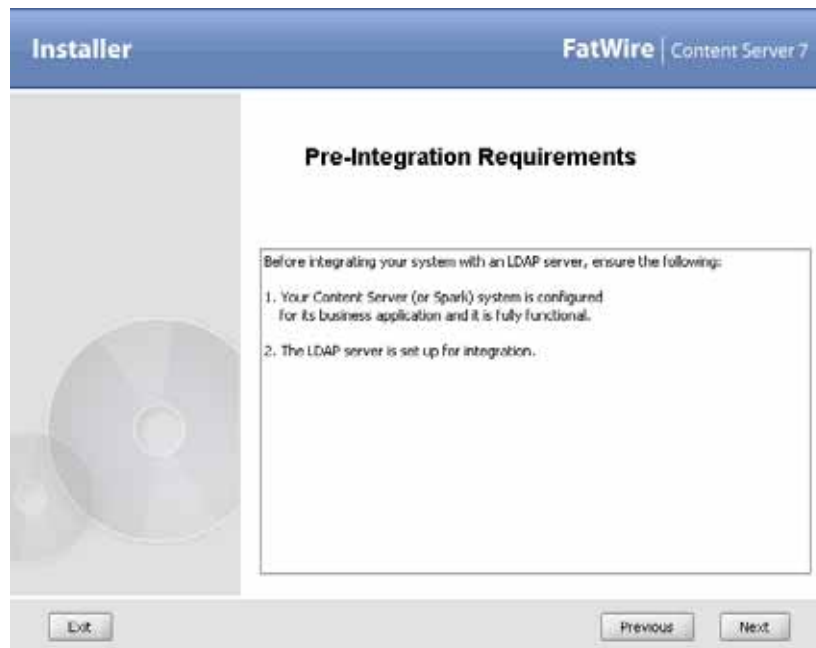 Installer
FatWire | Content Server 7
Pre-Integration Requirements
Before integrating your system with an LDAP server, ensure the following:
1. Your Content Server (or Spark) system is configured
for its business application and it is fully functional.
2. The LDAP server is set up for integration.
Exit
Previous
Next